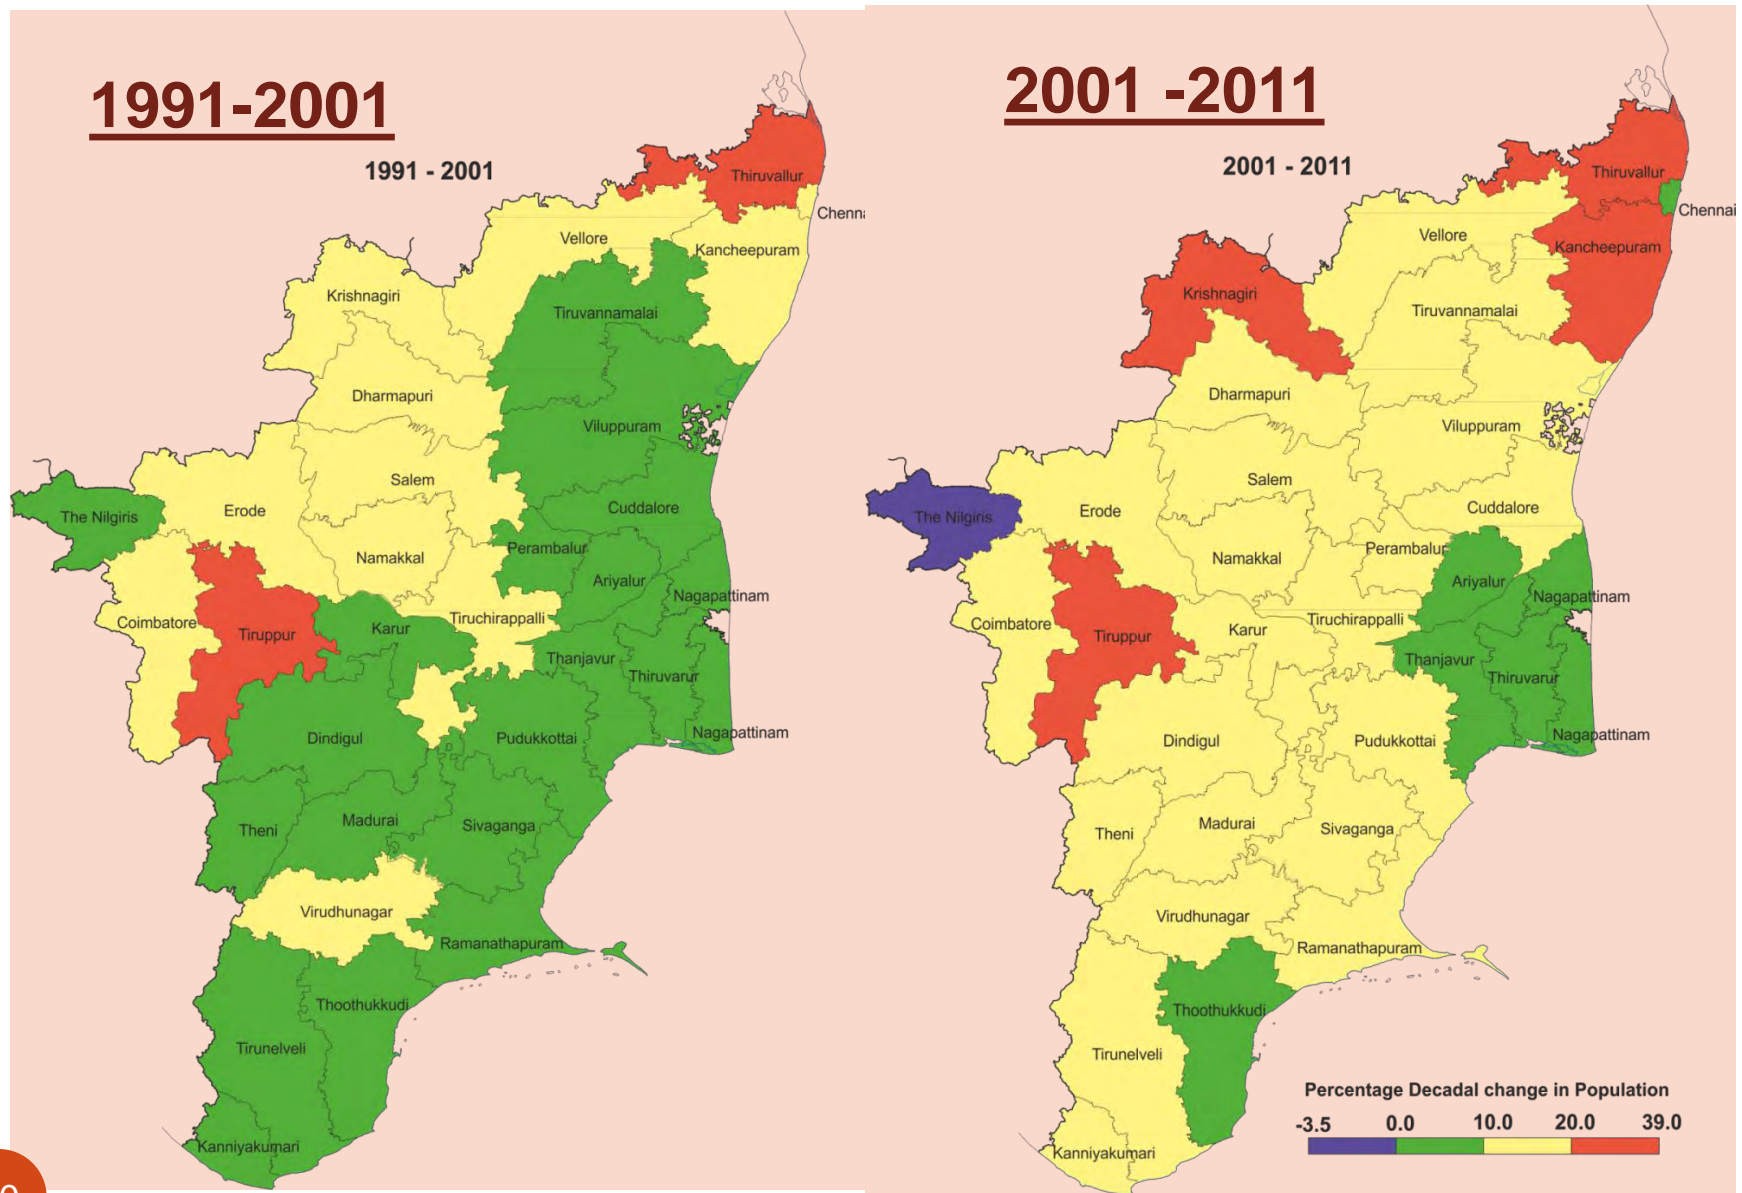 1991-2001
1991 - 2001
Thiruvallur
Vellore
Kancheepuram
Krishnagiri
Tiruvannamalai
Dharmapuri
Viluppuram
Salem
Cuddalore
The Nilgiris
Erode
Namakkal
Perambalur
Ariyalur
Nagapattinam
Coimbatore
Tiruppur
Karur
Tiruchirappalli
Thanjavur
Thiruvarur
Dindigul
Pudukkottai
Nagapattinam
Theni
Madurai
Sivaganga
Virudhunagar
Ramanathapuram
Thoothukkudi
Tirunelveli
Kanniyakumari
Chenna
2001 -2011
2001 - 2011
Thiruvallur
Chennai
Vellore
Kancheepuram
Krishnagiri
Tiruvannamalai
Dharmapuri
Viluppuram
Salem
Cuddalore
The Nilgiris
Erode
Namakkal
Perambalur
Ariyalur
Nagapattinam
Coimbatore
Tiruppur
Karur
Tiruchirappalli
Thanjavur
Thiruvarur
Dindigul
Pudukkottai
Nagapattinam
Theni
Madurai
Sivaganga
Virudhunagar
Ramanathapuram
Thoothukkudi
Tirunelveli
Kanniyakumari
Percentage Decadal change in Population
-3.5 0.0 10.0 20.0 39.0